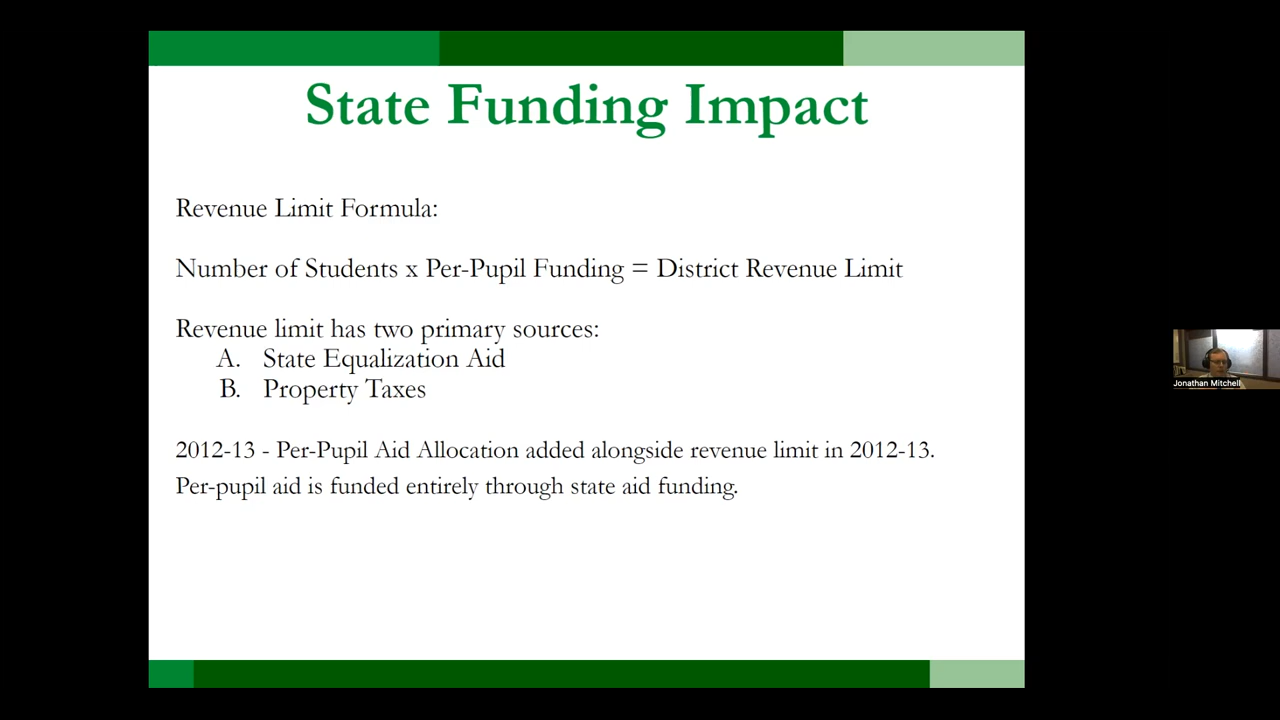 State Funding Impact
Revenue Limit Formula:
Number of Students x Per-Pupil Funding = District Revenue Limit
Revenue limit has two primary sources:
A. State Equalization Aid
B. Property Taxes
2012-13 - Per-Pupil Aid Allocation added alongside revenue limit in 2012-13.
Per-pupil aid is funded entirely through state aid funding.
Jonathan Mitchell